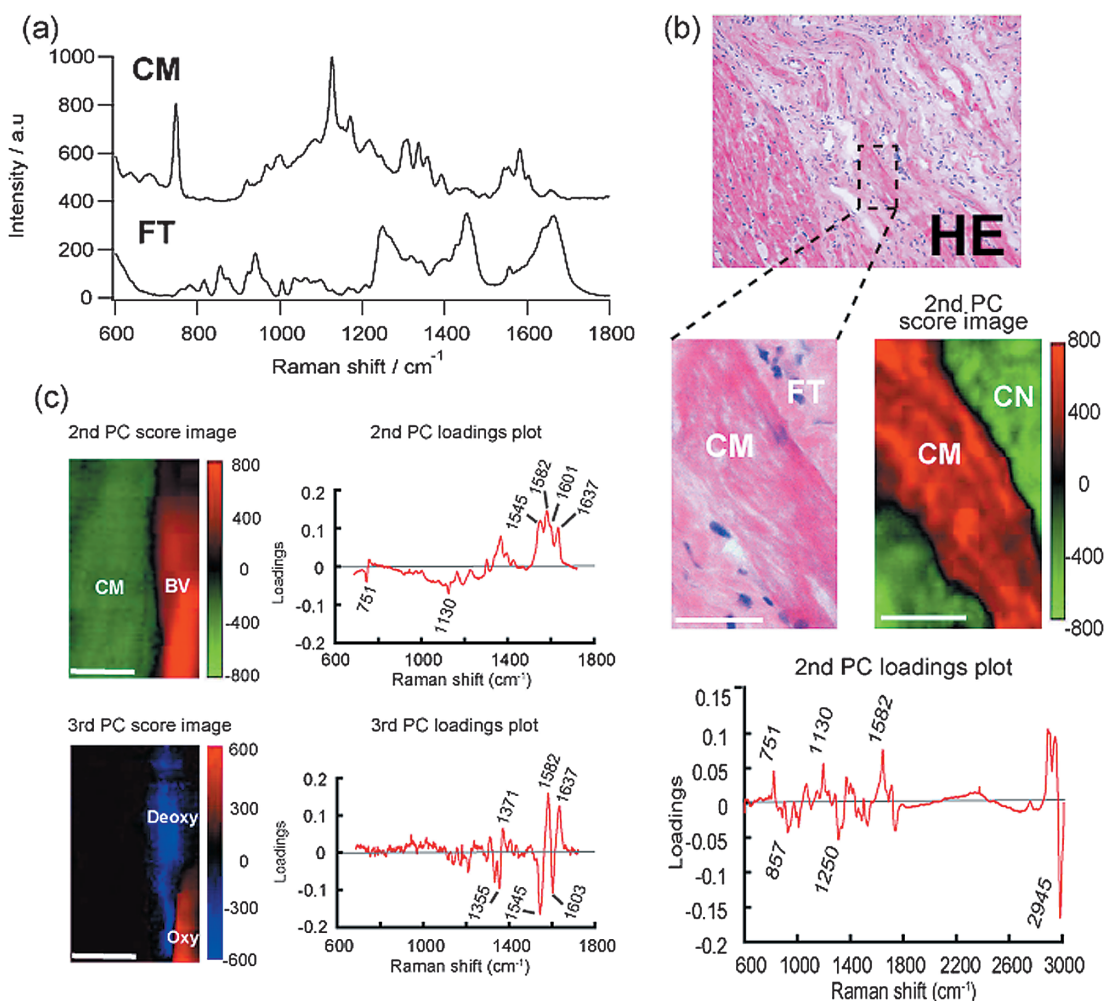 (a)
1000
800
600
400
200
0
Intensity / a.u
CM
FT
600
800
1000
1200
1400
1600
1800
Raman shift / cm-1
(b)
HE
FT
CM
2nd PC
score image
CN
CM
800
400
0
-400
-800
2nd PC loadings plot
0.15
0.1
0.05
0
-0.05
-0.1
-0.15
-0.2
Loadings
751
1130
1582
857
1250
2945
600
1000
1400
1800
2400
3000
Raman shift (cm-1)
(c)
2nd PC score image
CM
BV
800
400
0
-400
-800
2nd PC loadings plot
0.2
0.1
0
-0.1
-0.2
Loadings
751
1130
1545
1582
1601
1637
600
1000
1400
1800
Raman shift (cm-1)
3rd PC score image
Deoxy
Oxy
600
300
0
-300
-600
3rd PC loadings plot
0.2
0.1
0
-0.1
-0.2
Loadings
1371
1582
1637
1355
1545
1603
600
1000
1400
1800
Raman shift (cm-1)